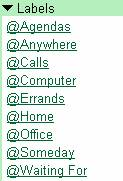 Labels
@Agendas
@Anywhere
@Calls
@Computer
@Errands
@Home
@Office
@Someday
@Waiting For